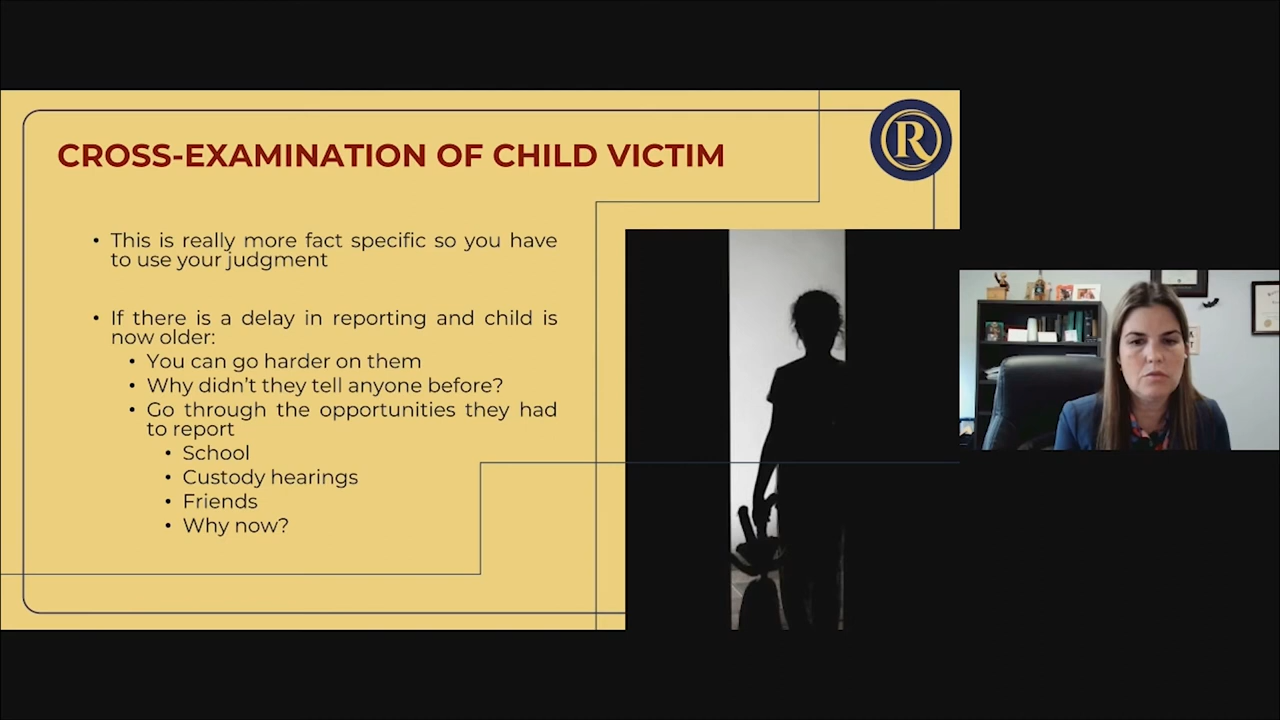 CROSS-EXAMINATION OF CHILD VICTIM
R
• This is really more fact specific so you have
to use your judgment
• If there is a delay in reporting and child is
now older:
• You can go harder on them
• Why didn't they tell anyone before?
• Go through the opportunities they had
to report
• School
• Custody hearings
• Friends
• Why now?